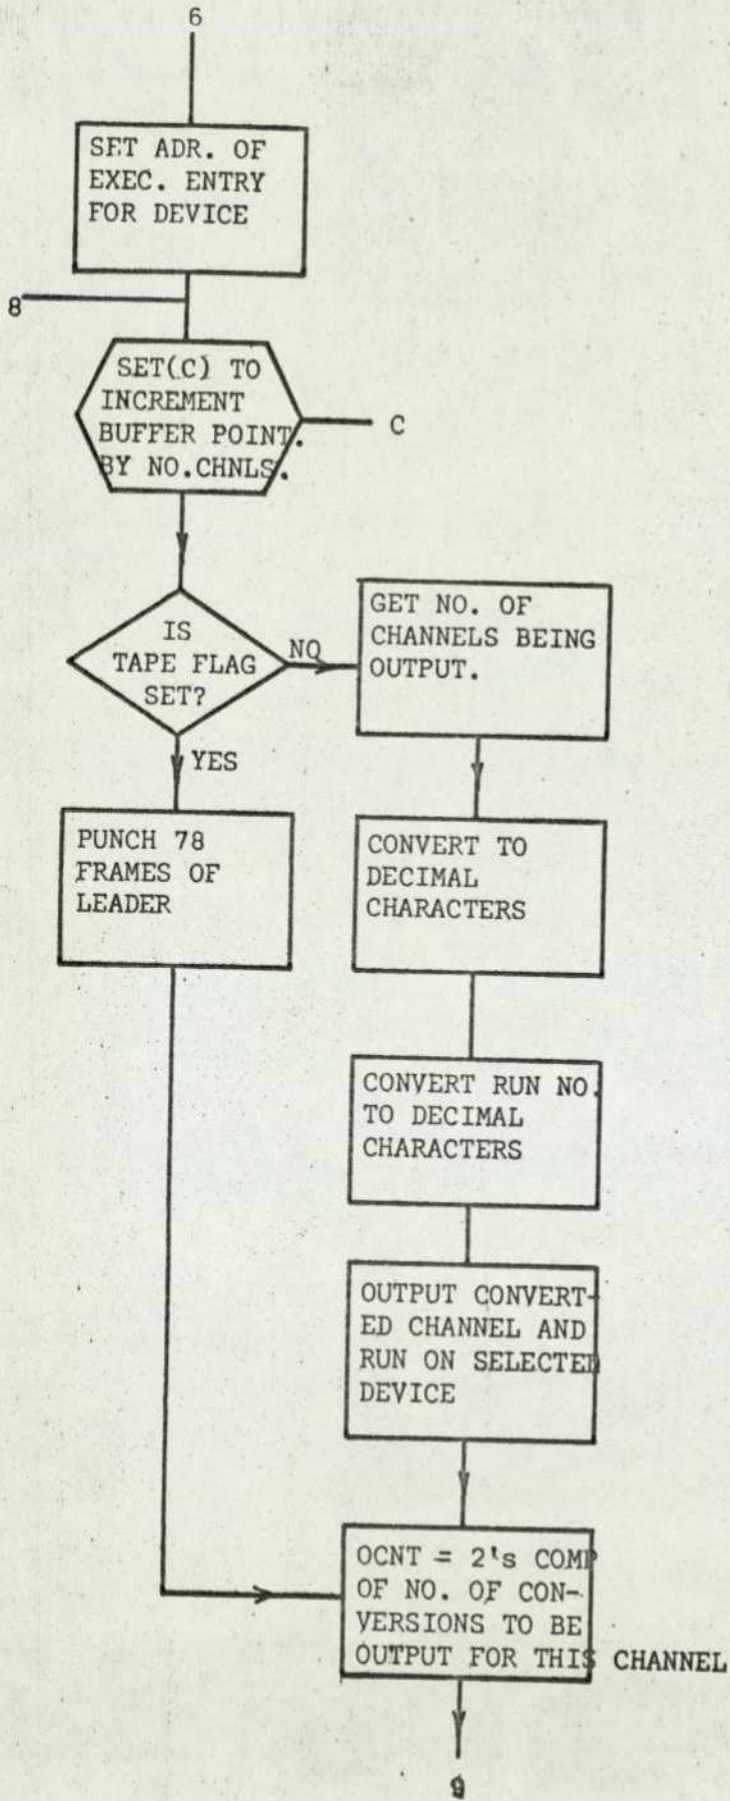 6
SET ADR. OF
EXEC. ENTRY
FOR DEVICE
8
SET(C) TO
INCREMENT
BUFFER POINT.
BY NO.CHNLS.
C
IS
TAPE FLAG
SET?
NO
YES
PUNCH 78
FRAMES OF
LEADER
GET NO. OF
CHANNELS BEING
OUTPUT.
CONVERT TO
DECIMAL
CHARACTERS
CONVERT RUN NO.
TO DECIMAL
CHARACTERS
OUTPUT CONVERT-
ED CHANNEL AND
RUN ON SELECTED
DEVICE
OCNT = 2's COMP
OF NO. OF CON-
VERSIONS TO BE
OUTPUT FOR THIS CHANNEL
9